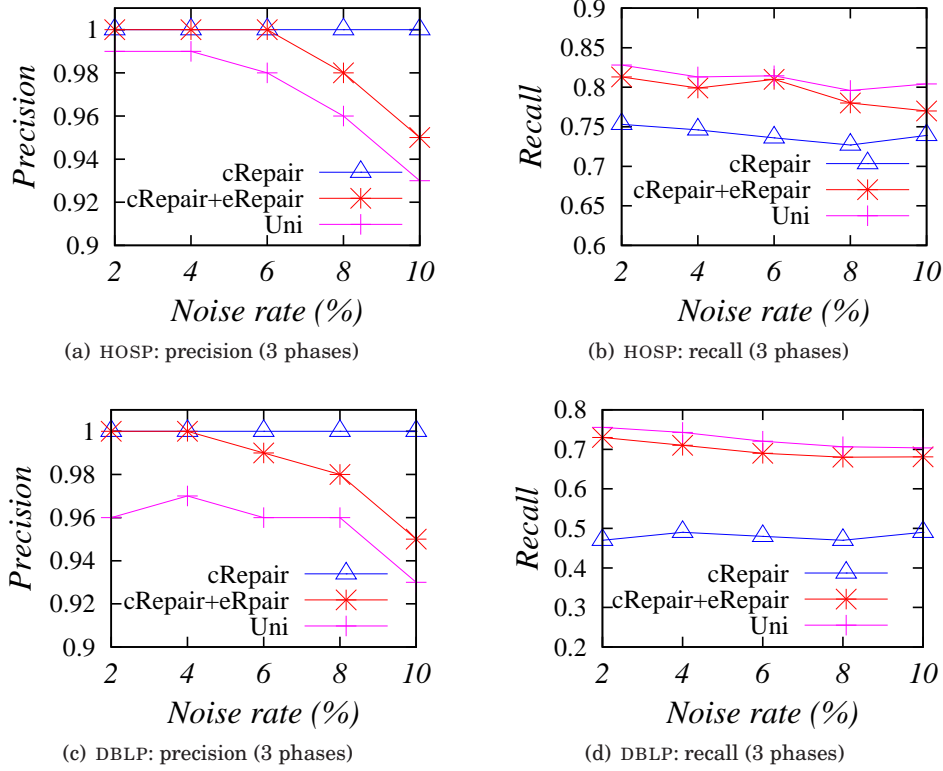 1
0.98
0.96
0.94
0.92
0.9
2 4 6 8 10
Precision
Noise rate (%)
cRepair
cRepair+eRepair
Uni
(a) HOSP: precision (3 phases)
0.9
0.85
0.8
0.75
0.7
0.65
0.6
2 4 6 8 10
Recall
Noise rate (%)
cRepair
cRepair+eRepair
Uni
(b) HOSP: recall (3 phases)
1
0.98
0.96
0.94
0.92
0.9
2 4 6 8 10
Precision
Noise rate (%)
cRepair
cRepair+eRpair
Uni
(c) DBLP: precision (3 phases)
0.8
0.7
0.6
0.5
0.4
0.3
0.2
2 4 6 8 10
Recall
Noise rate (%)
cRepair
cRepair+eRepair
Uni
(d) DBLP: recall (3 phases)